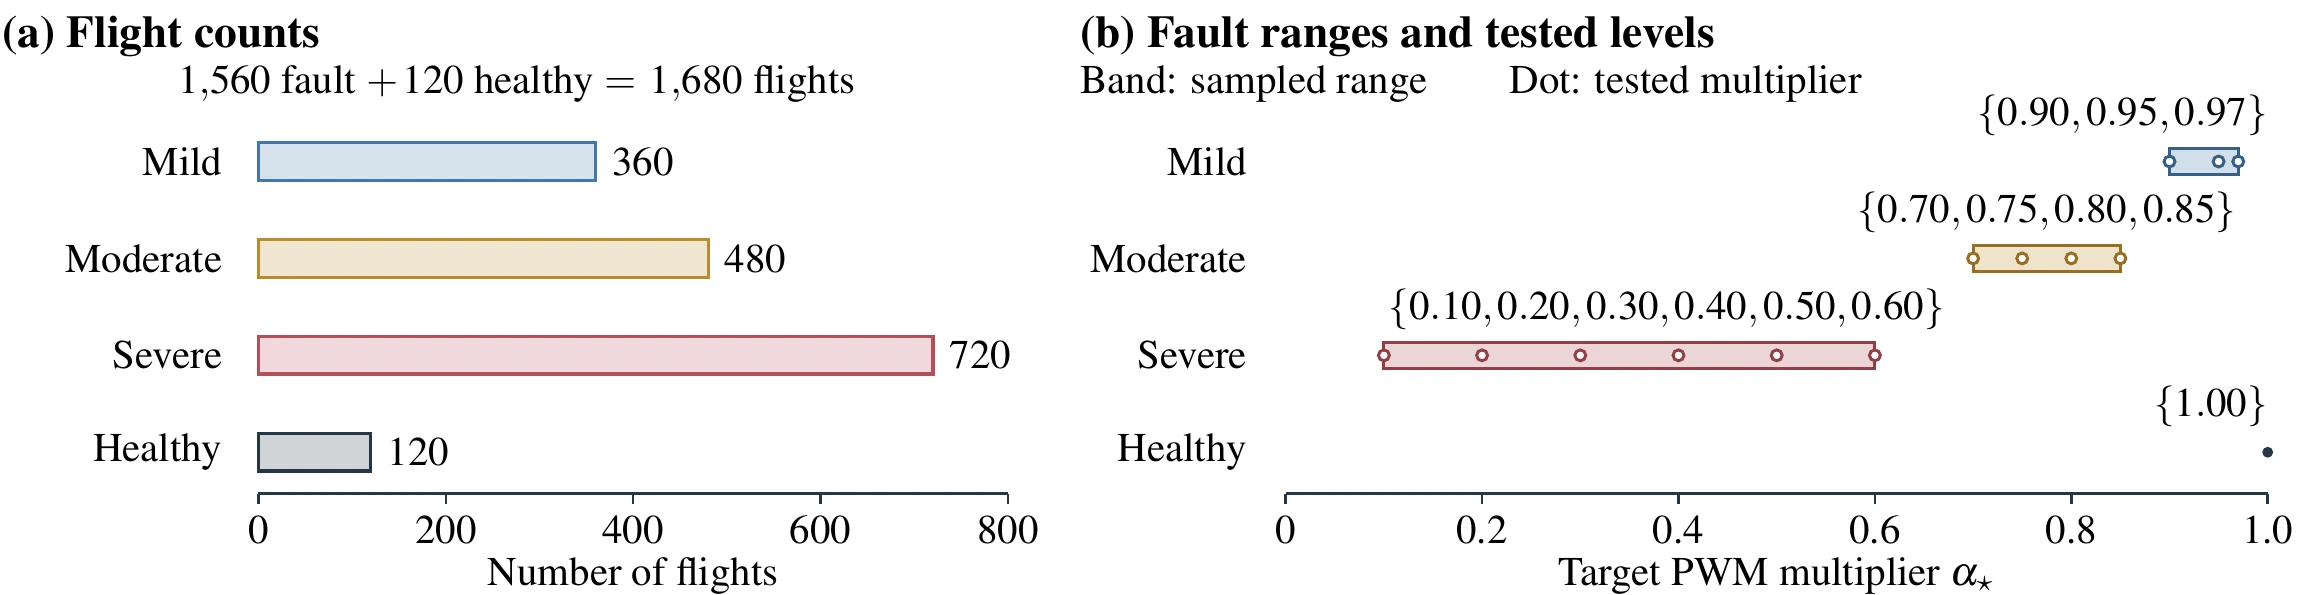 (a) Flight counts
1,560 fault + 120 healthy = 1,680 flights
Mild
360
Moderate
480
Severe
720
Healthy
120
0 200 400 600 800
Number of flights
(b) Fault ranges and tested levels
Band: sampled range Dot: tested multiplier
{0.90, 0.95, 0.97}
Mild
{0.70, 0.75, 0.80, 0.85}
Moderate
{0.10, 0.20, 0.30, 0.40, 0.50, 0.60}
Severe
{1.00}
Healthy
0 0.2 0.4 0.6 0.8 1.0
Target PWM multiplier α⋆